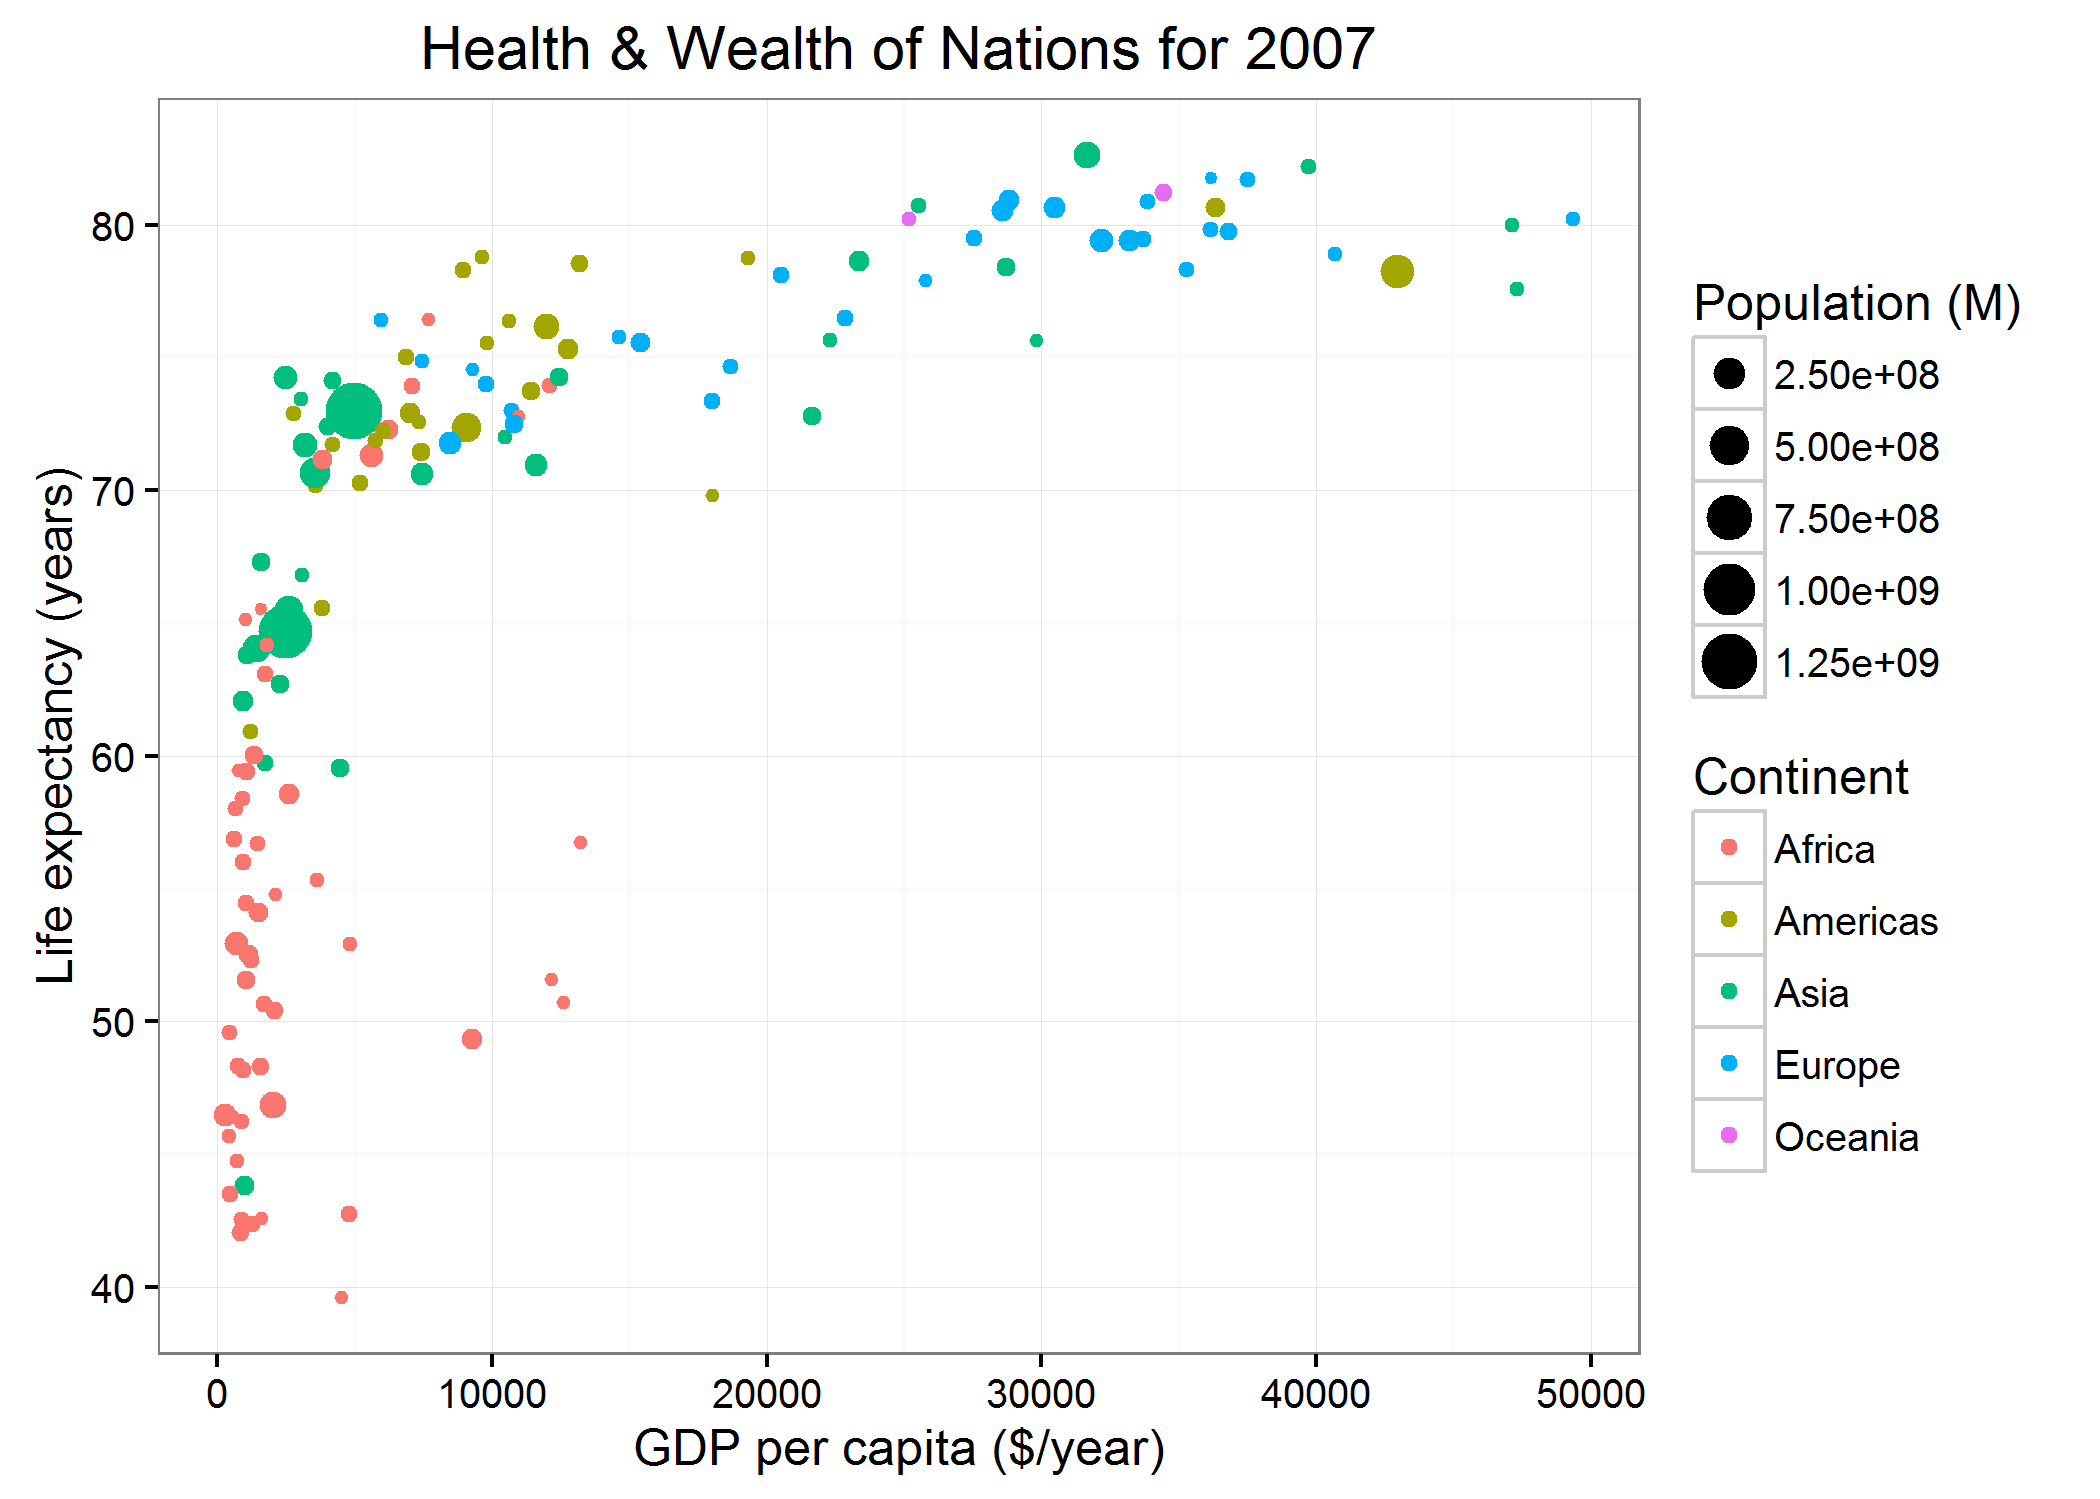 Health & Wealth of Nations for 2007
Life expectancy (years)
80
70
60
50
40
0 10000 20000 30000 40000 50000
GDP per capita ($/year)
Population (M)
2.50e+08
5.00e+08
7.50e+08
1.00e+09
1.25e+09
Continent
Africa
Americas
Asia
Europe
Oceania